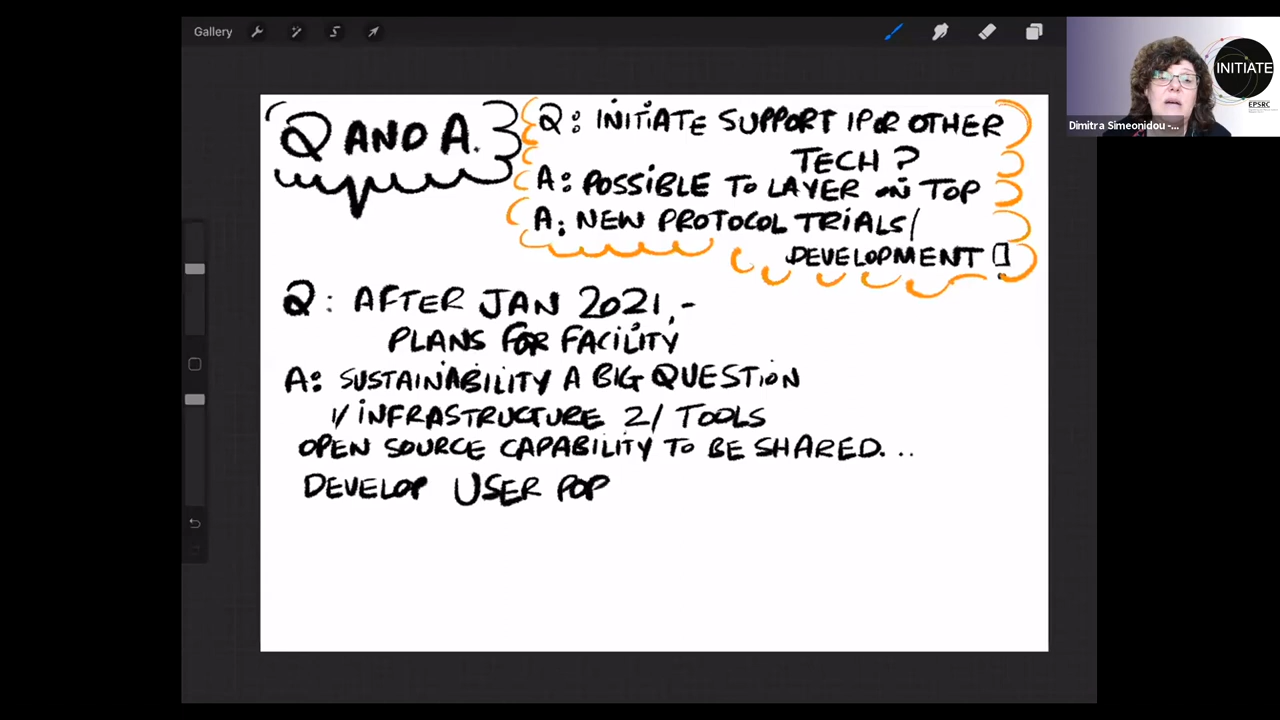 Gallery
Q AND A.
Q: INITIATE SUPPORT IP OR OTHER
TECH?
A: POSSIBLE TO LAYER ON TOP
A: NEW PROTOCOL TRIALS/
DEVELOPMENT!
Q: AFTER JAN 2021,-
PLANS FOR FACILITY
A: SUSTAINABILITY A BIG QUESTION
1/ INFRASTRUCTURE 2/ TOOLS
OPEN SOURCE CAPABILITY TO BE SHARED...
DEVELOP USER POP
INITIATE
EPSRC
Dimitra Simeonidou -...